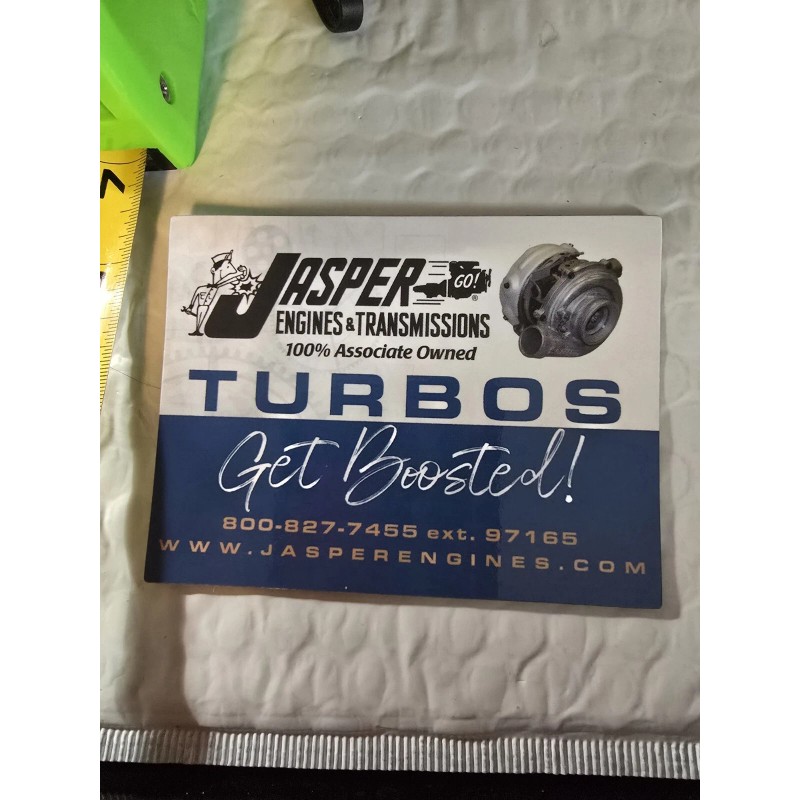 JASPER GO!®
ENGINES & TRANSMISSIONS
100% Associate Owned
TURBOS
Get Boosted!
800-827-7455 ext. 97165
WWW.JASPERENGINES.COM